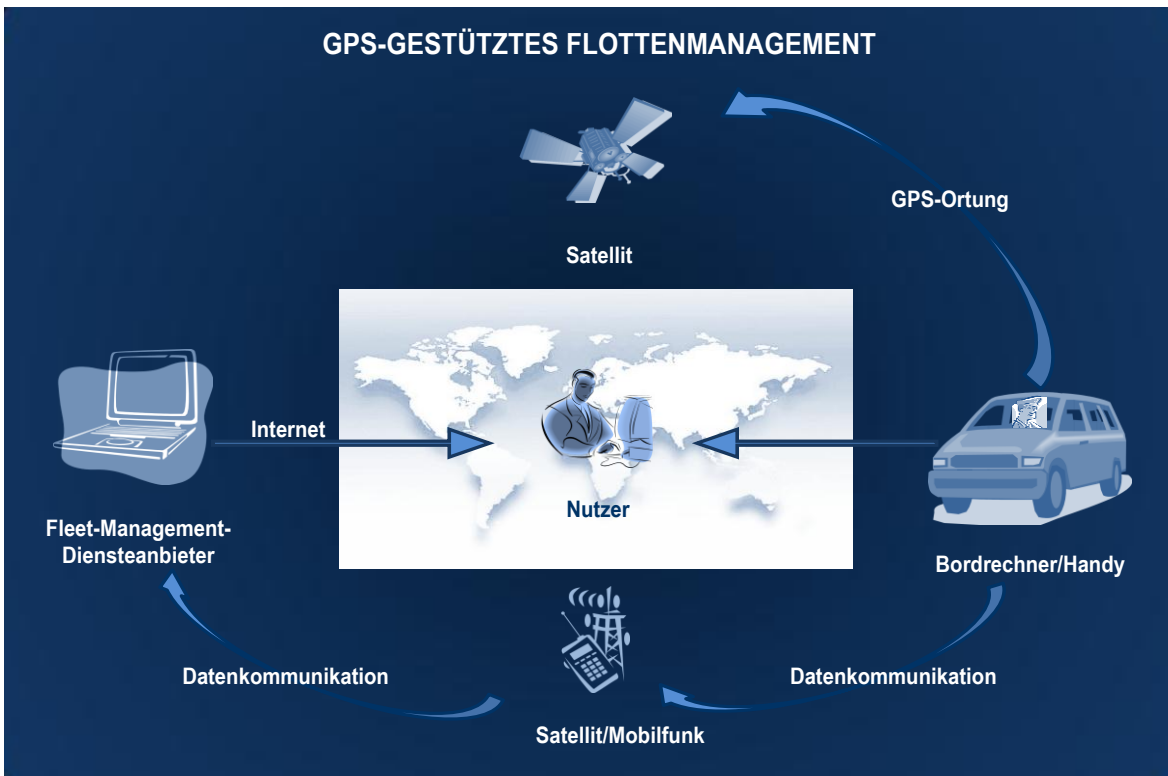 GPS-GESTÜTZTES FLOTTENMANAGEMENT
GPS-Ortung
Satellit
Internet
Nutzer
Fleet-Management-
Diensteanbieter
Bordrechner/Handy
Datenkommunikation
Datenkommunikation
Satellit/Mobilfunk